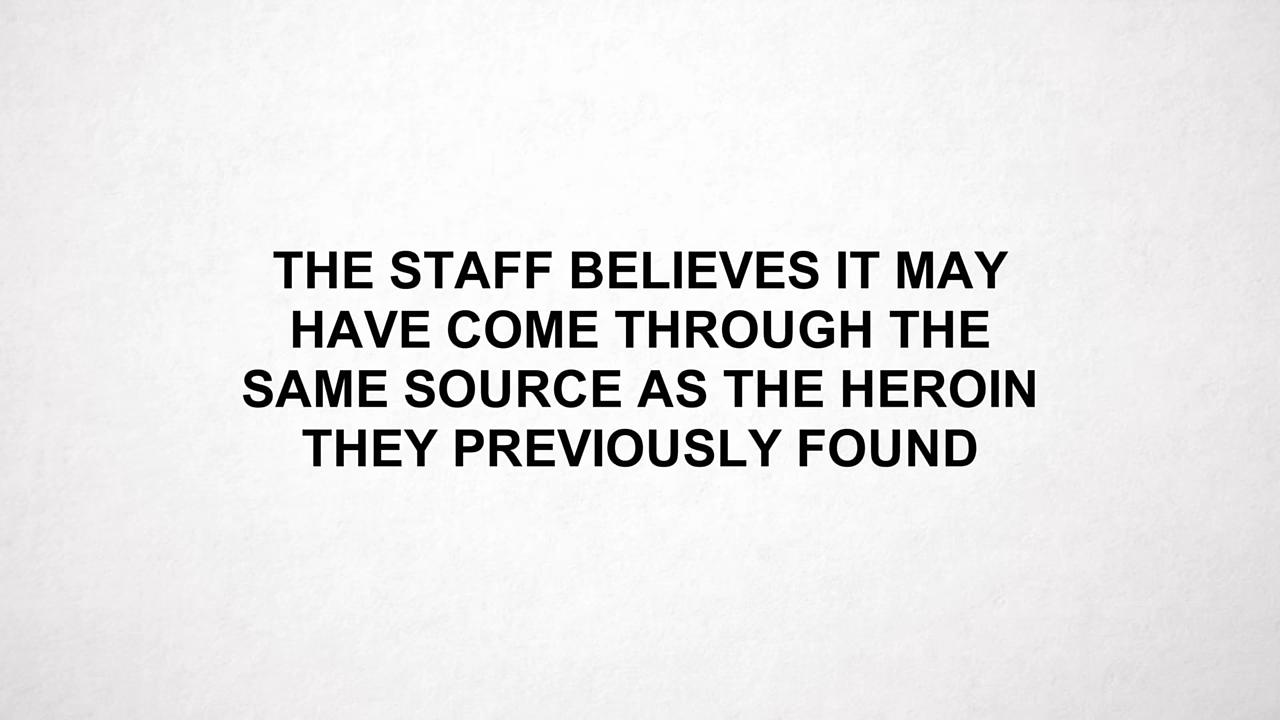 THE STAFF BELIEVES IT MAY
HAVE COME THROUGH THE
SAME SOURCE AS THE HEROIN
THEY PREVIOUSLY FOUND